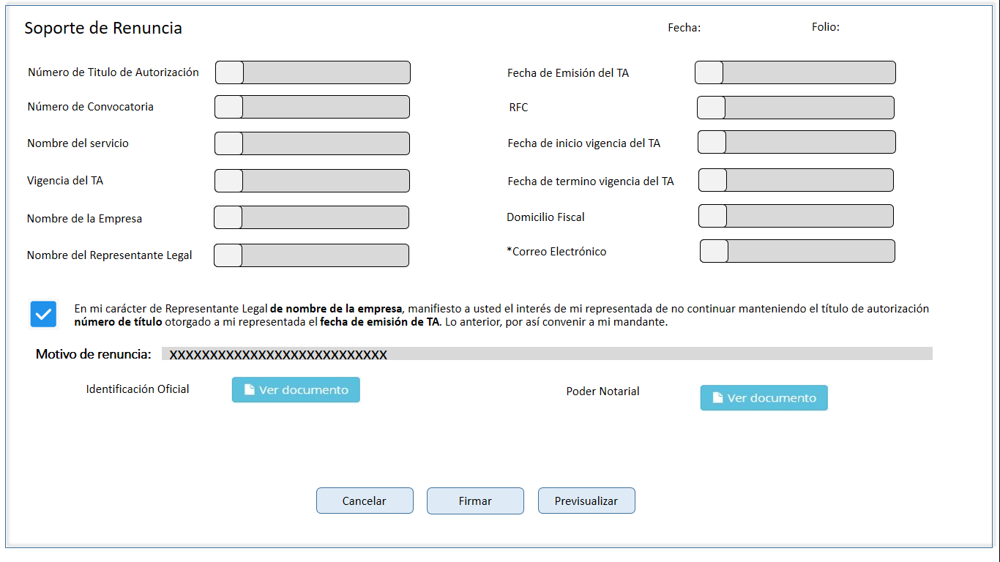 Soporte de Renuncia
Fecha:
Folio:
Número de Titulo de Autorización
Fecha de Emisión del TA
Número de Convocatoria
RFC
Nombre del servicio
Fecha de inicio vigencia del TA
Vigencia del TA
Fecha de termino vigencia del TA
Nombre de la Empresa
Domicilio Fiscal
Nombre del Representante Legal
*Correo Electrónico
En mi carácter de Representante Legal de nombre de la empresa, manifiesto a usted el interés de mi representada de no continuar manteniendo el título de autorización
número de título otorgado a mi representada el fecha de emisión de TA. Lo anterior, por así convenir a mi mandante.
Motivo de renuncia: XXXXXXXXXXXXXXXXXXXXXXXXXXX
Identificación Oficial
Ver documento
Poder Notarial
Ver documento
Cancelar
Firmar
Previsualizar